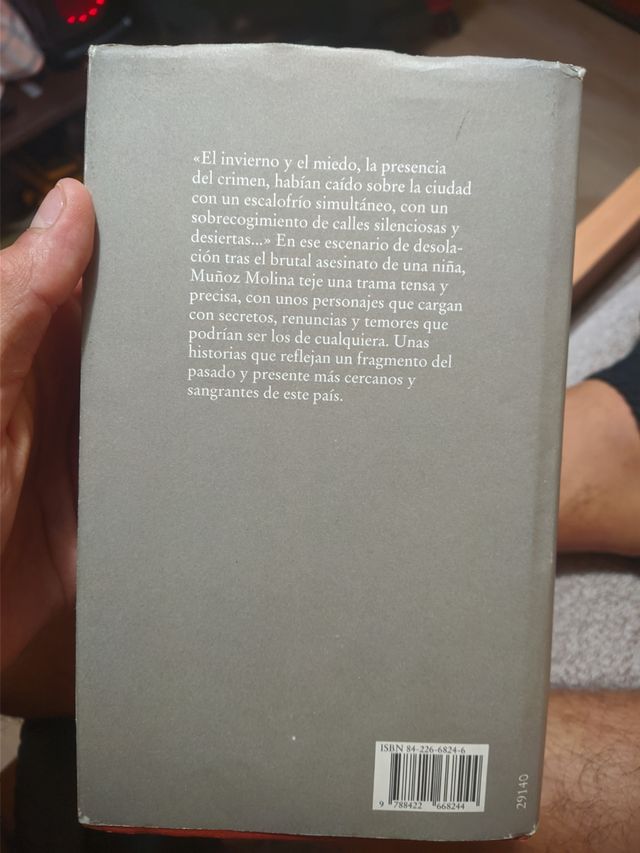 «El invierno y el miedo, la presencia
del crimen, habían caído sobre la ciudad
con un escalofrío simultáneo, con un
sobrecogimiento de calles silenciosas y
desiertas...» En ese escenario de desola-
ción tras el brutal asesinato de una niña,
Muñoz Molina teje una trama tensa y
precisa, con unos personajes que cargan
con secretos, renuncias y temores que
podrían ser los de cualquiera. Unas
historias que reflejan un fragmento del
pasado y presente más cercanos y
sangrantes de este país.
ISBN 84-226-6824-6
9 788422 668244
29140